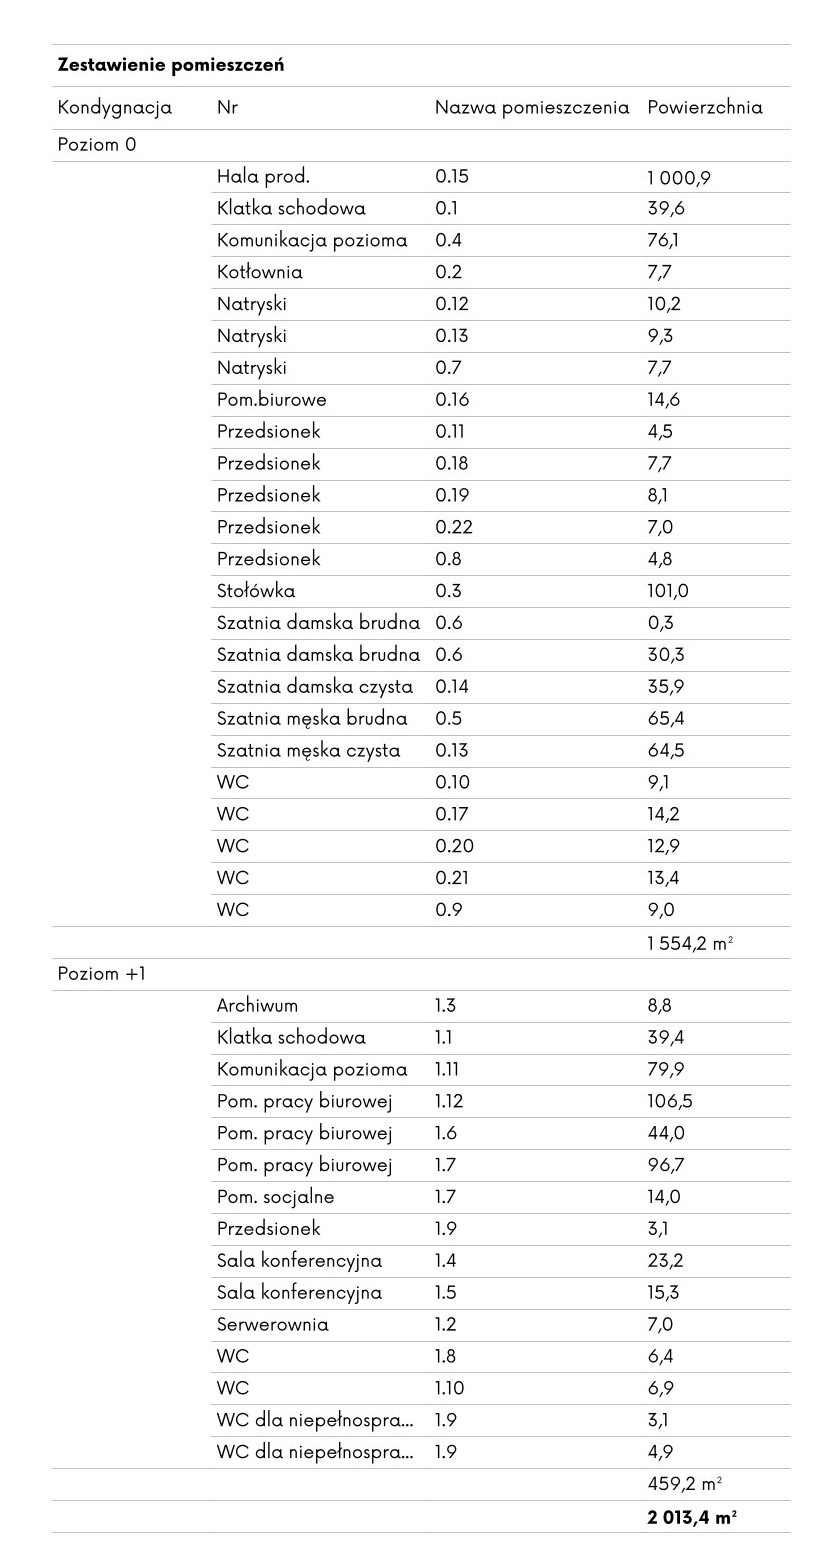 Zestawienie pomieszczeń
Kondygnacja Nr Nazwa pomieszczenia Powierzchnia
Poziom 0
Hala prod. 0.15 1 000,9
Klatka schodowa 0.1 39,6
Komunikacja pozioma 0.4 76,1
Kotłownia 0.2 7,7
Natryski 0.12 10,2
Natryski 0.13 9,3
Natryski 0.7 7,7
Pom.biurowe 0.16 14,6
Przedsionek 0.11 4,5
Przedsionek 0.18 7,7
Przedsionek 0.19 8,1
Przedsionek 0.22 7,0
Przedsionek 0.8 4,8
Stołówka 0.3 101,0
Szatnia damska brudna 0.6 0,3
Szatnia damska brudna 0.6 30,3
Szatnia damska czysta 0.14 35,9
Szatnia męska brudna 0.5 65,4
Szatnia męska czysta 0.13 64,5
WC 0.10 9,1
WC 0.17 14,2
WC 0.20 12,9
WC 0.21 13,4
WC 0.9 9,0
1 554,2 m²
Poziom +1
Archiwum 1.3 8,8
Klatka schodowa 1.1 39,4
Komunikacja pozioma 1.11 79,9
Pom. pracy biurowej 1.12 106,5
Pom. pracy biurowej 1.6 44,0
Pom. pracy biurowej 1.7 96,7
Pom. socjalne 1.7 14,0
Przedsionek 1.9 3,1
Sala konferencyjna 1.4 23,2
Sala konferencyjna 1.5 15,3
Serwerownia 1.2 7,0
WC 1.8 6,4
WC 1.10 6,9
WC dla niepełnospra... 1.9 3,1
WC dla niepełnospra... 1.9 4,9
459,2 m²
2 013,4 m²